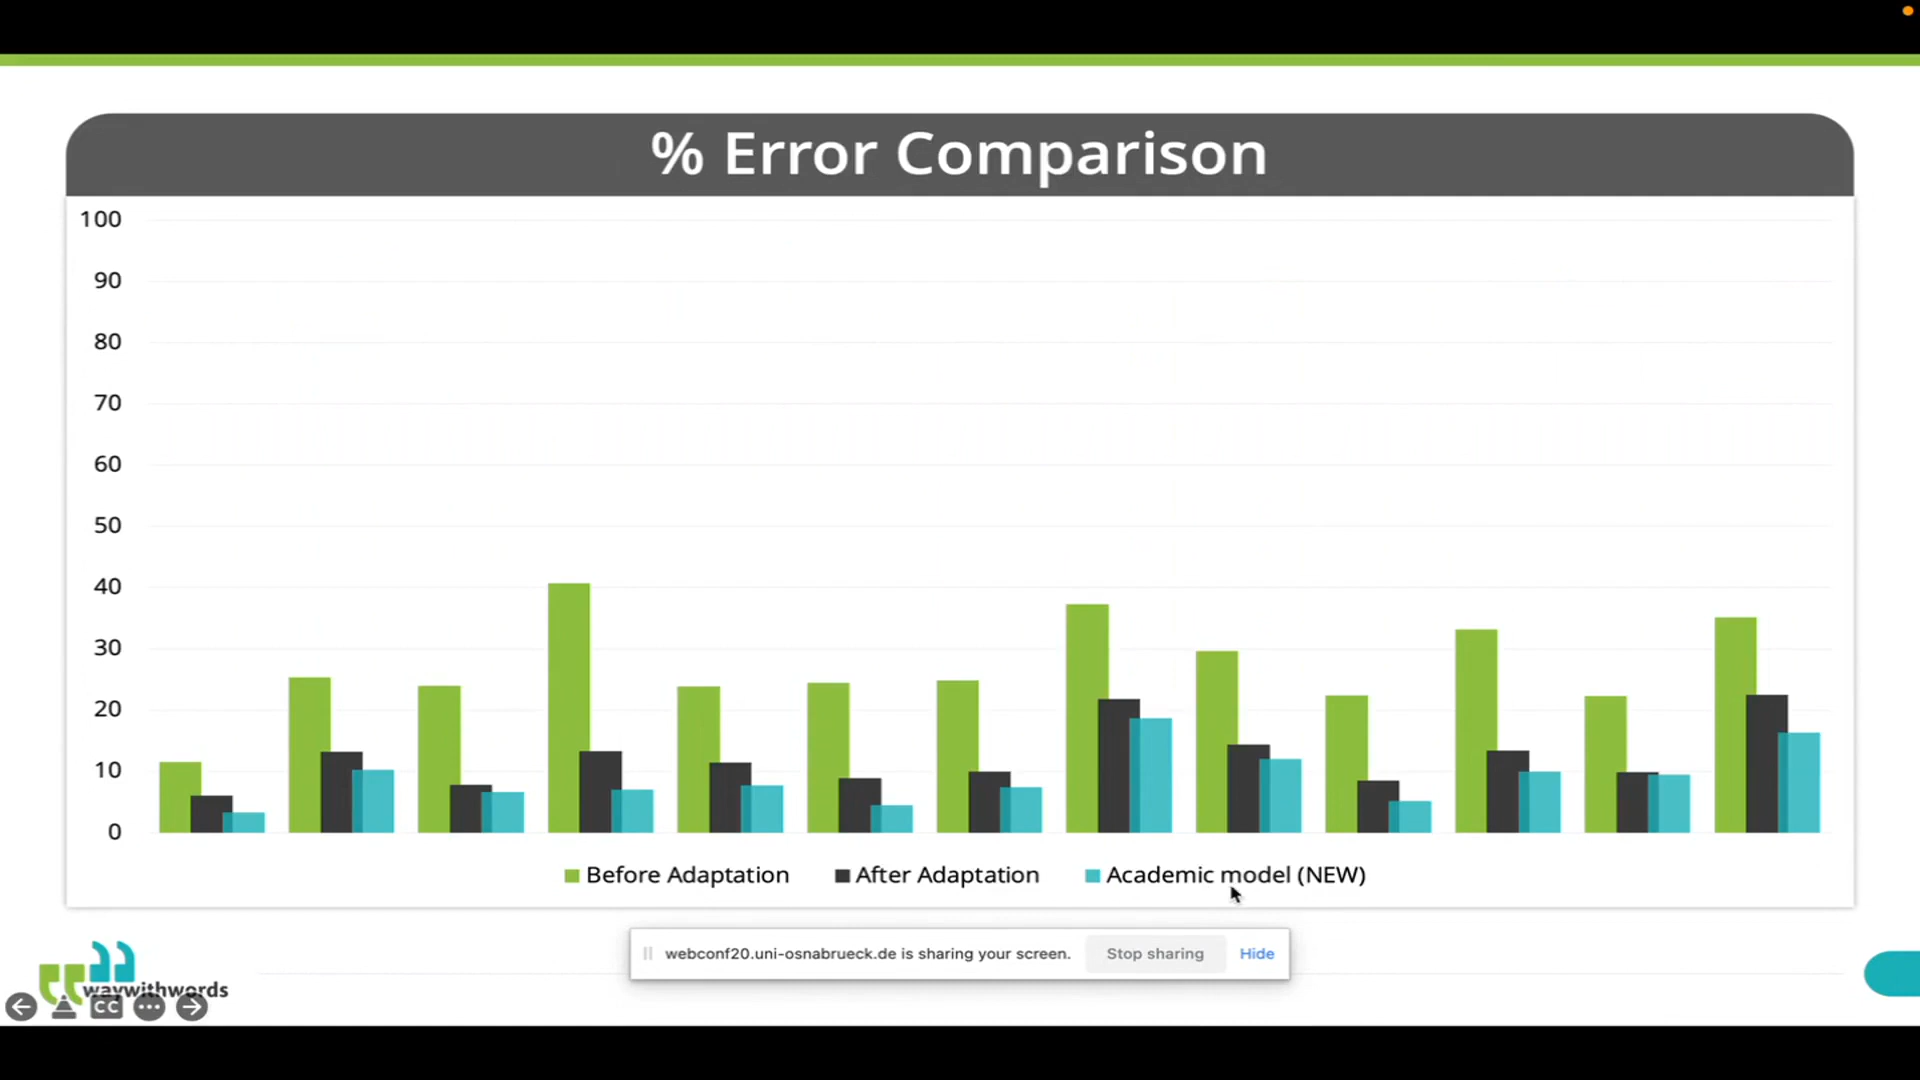 % Error Comparison
100
90
80
70
60
50
40
30
20
10
0
Before Adaptation After Adaptation Academic model (NEW)
webconf20.uni-osnabrueck.de is sharing your screen. Stop sharing Hide
waywithwords
CC